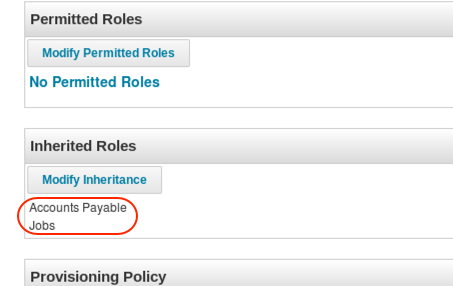 Permitted Roles
Modify Permitted Roles
No Permitted Roles
Inherited Roles
Modify Inheritance
Accounts Payable
Jobs
Provisioning Policy